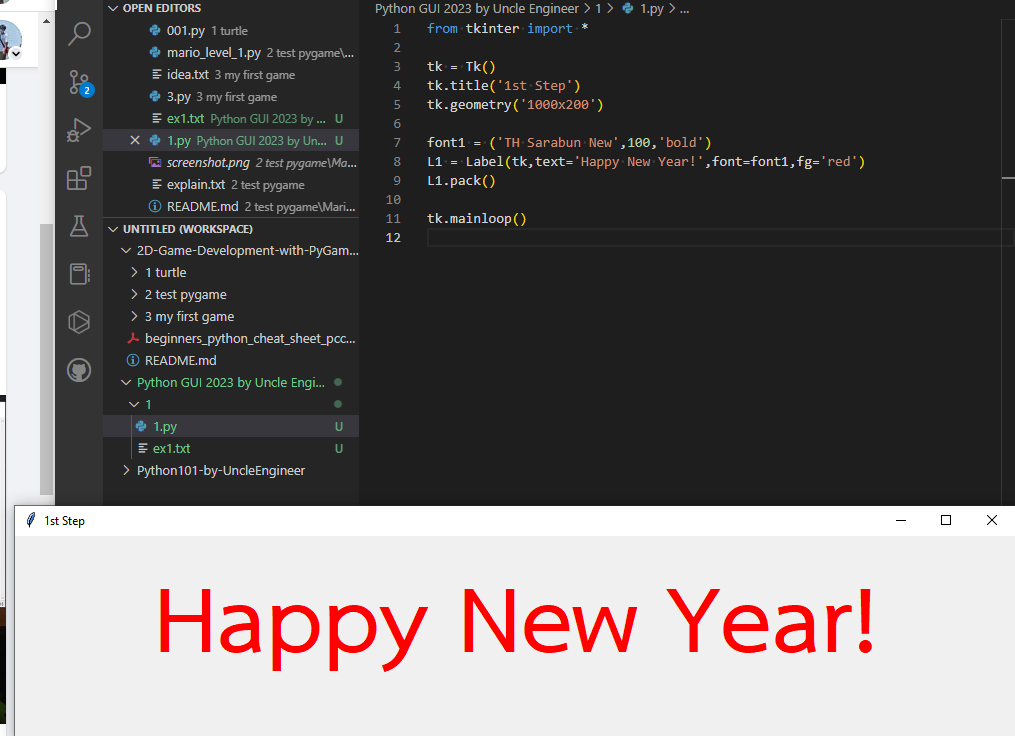 OPEN EDITORS
001.py 1 turtle
mario_level_1.py 2 test pygame\...
idea.txt 3 my first game
3.py 3 my first game
ex1.txt Python GUI 2023 by ... U
1.py Python GUI 2023 by Un... U
screenshot.png 2 test pygame\Ma...
explain.txt 2 test pygame
README.md 2 test pygame\Mari...
UNTITLED (WORKSPACE)
2D-Game-Development-with-PyGam...
1 turtle
2 test pygame
3 my first game
beginners_python_cheat_sheet_pcc...
README.md
Python GUI 2023 by Uncle Engi...
1
1.py U
ex1.txt U
Python101-by-UncleEngineer
2
Python GUI 2023 by Uncle Engineer > 1 > 1.py > ...
1 from tkinter import *
2
3 tk = Tk()
4 tk.title('1st Step')
5 tk.geometry('1000x200')
6
7 font1 = ('TH Sarabun New',100,'bold')
8 L1 = Label(tk,text='Happy New Year!',font=font1,fg='red')
9 L1.pack()
10
11 tk.mainloop()
12
1st Step
Happy New Year!